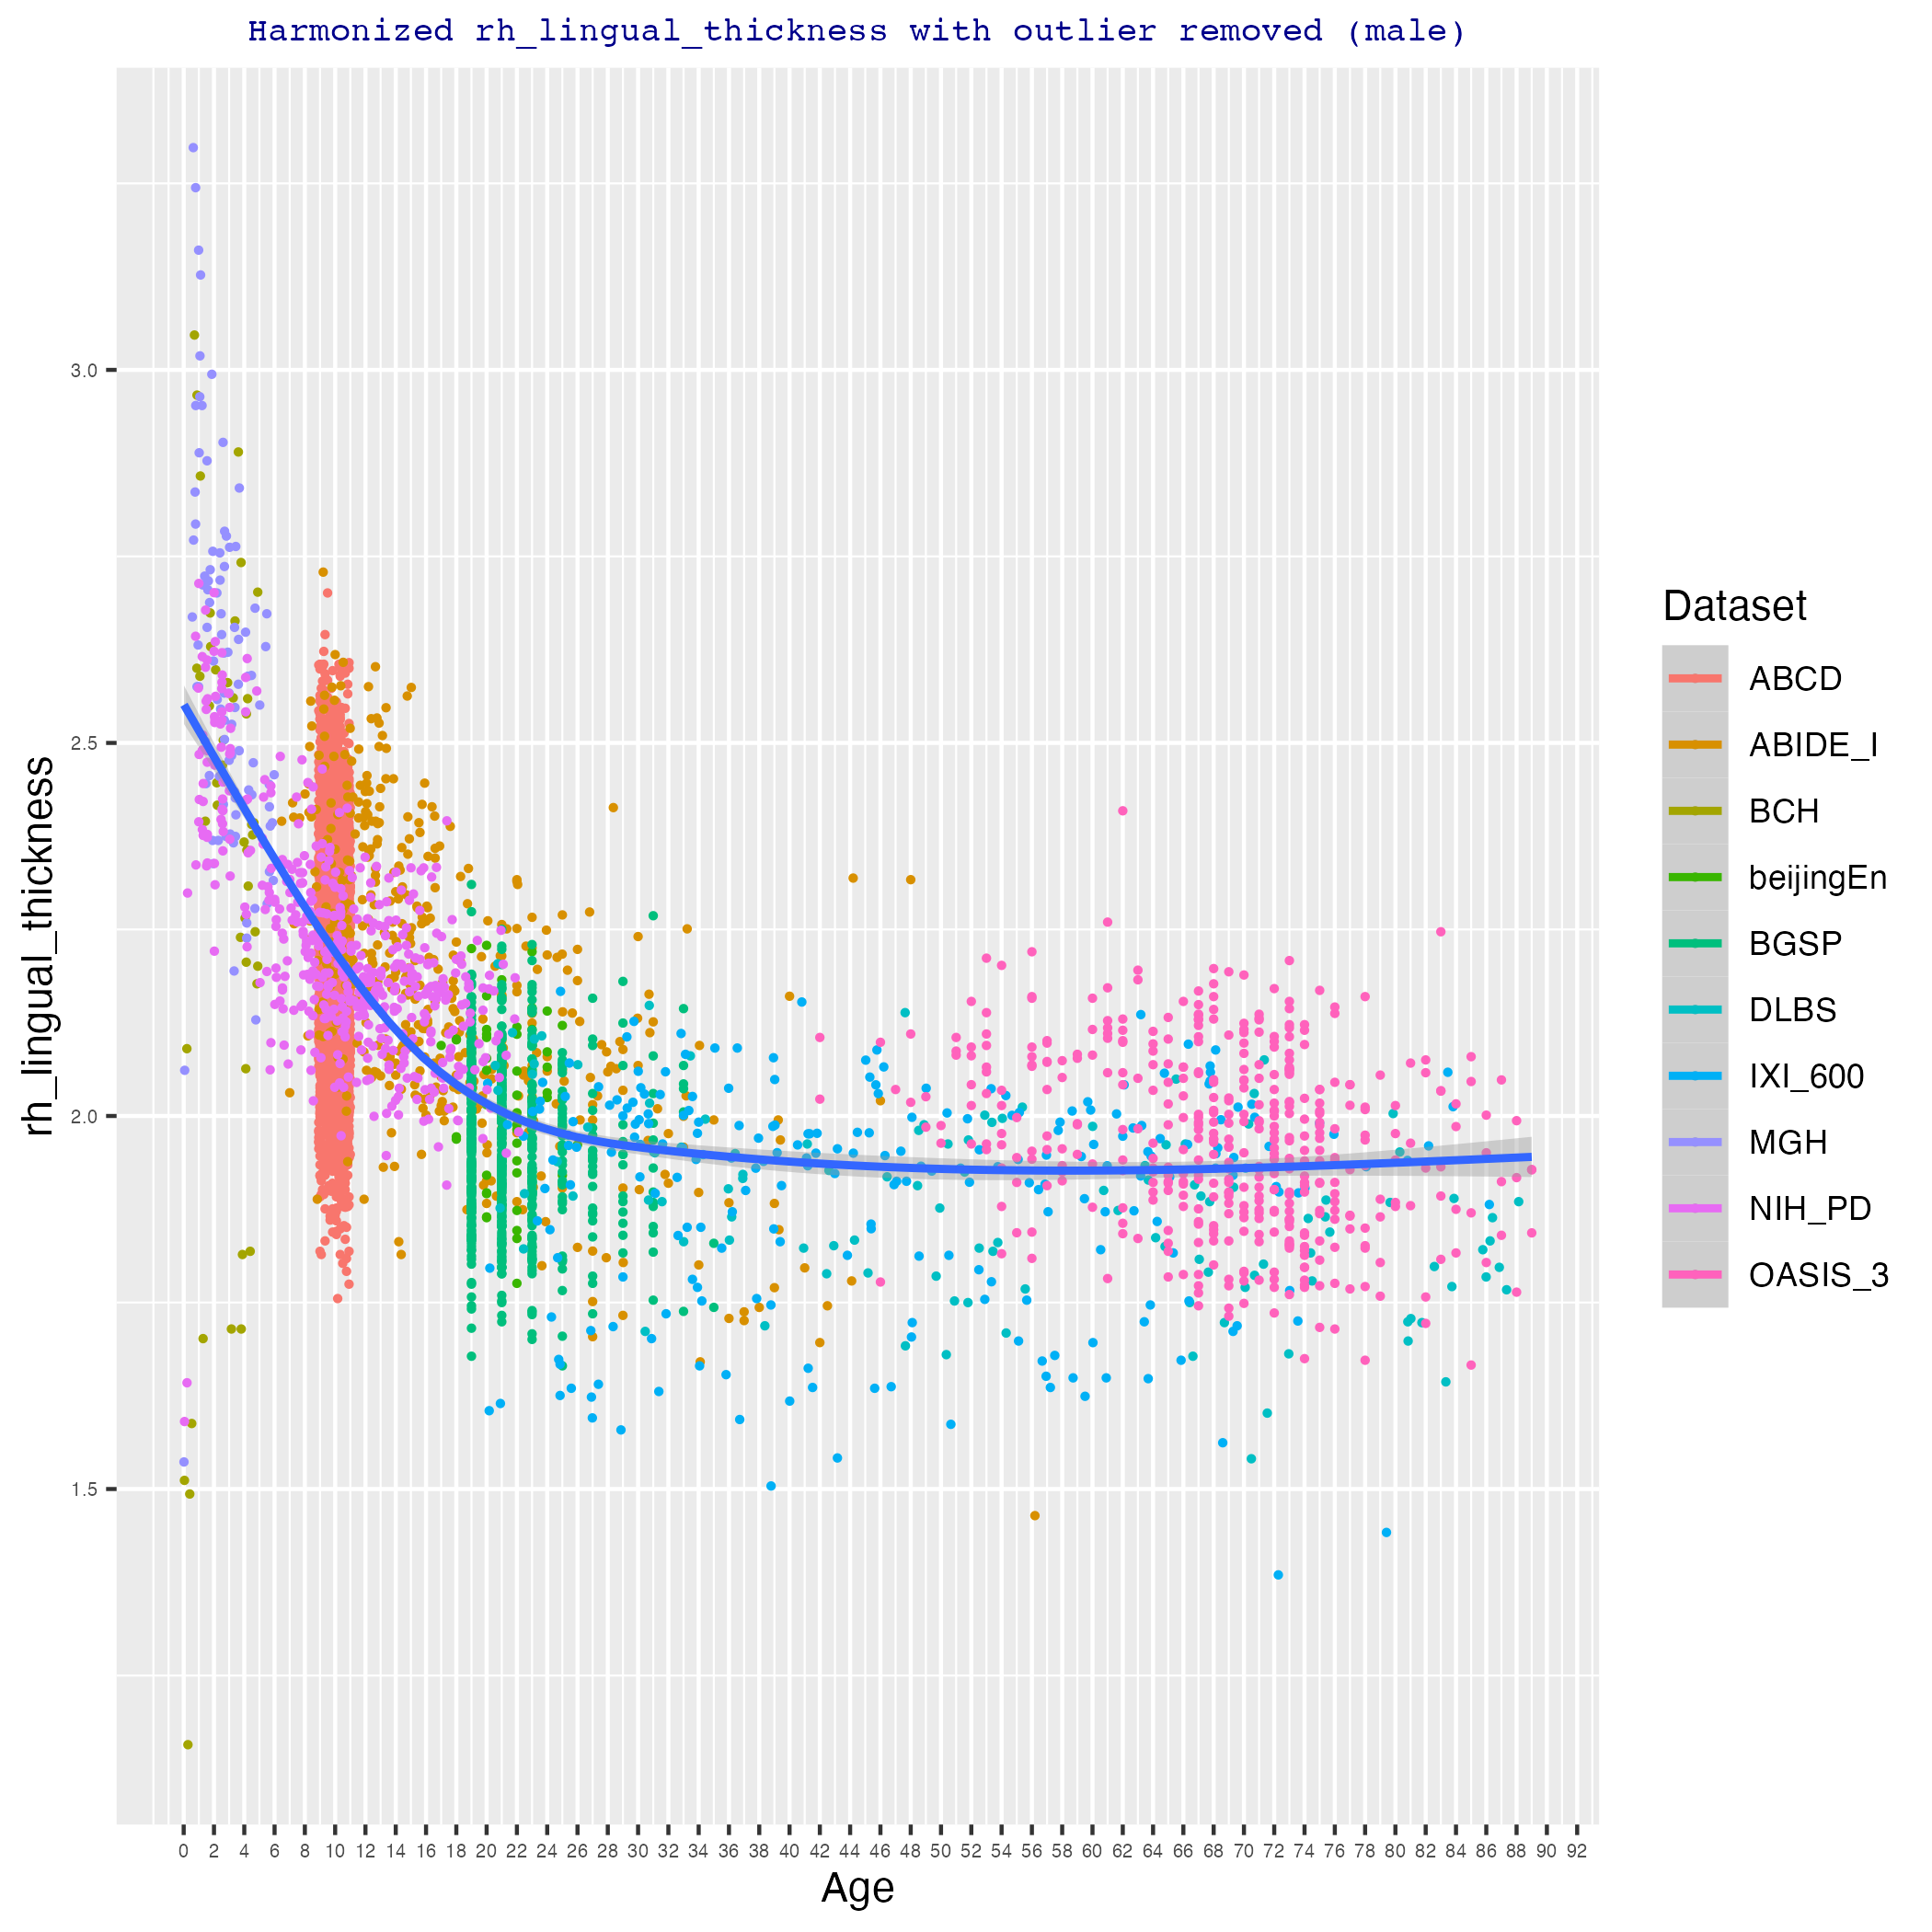 Harmonized rh_lingual_thickness with outlier removed (male)
rh_lingual_thickness
3.0
2.5
2.0
1.5
0 2 4 6 8 10 12 14 16 18 20 22 24 26 28 30 32 34 36 38 40 42 44 46 48 50 52 54 56 58 60 62 64 66 68 70 72 74 76 78 80 82 84 86 88 90 92
Age
Dataset
ABCD
ABIDE_I
BCH
beijingEn
BGSP
DLBS
IXI_600
MGH
NIH_PD
OASIS_3